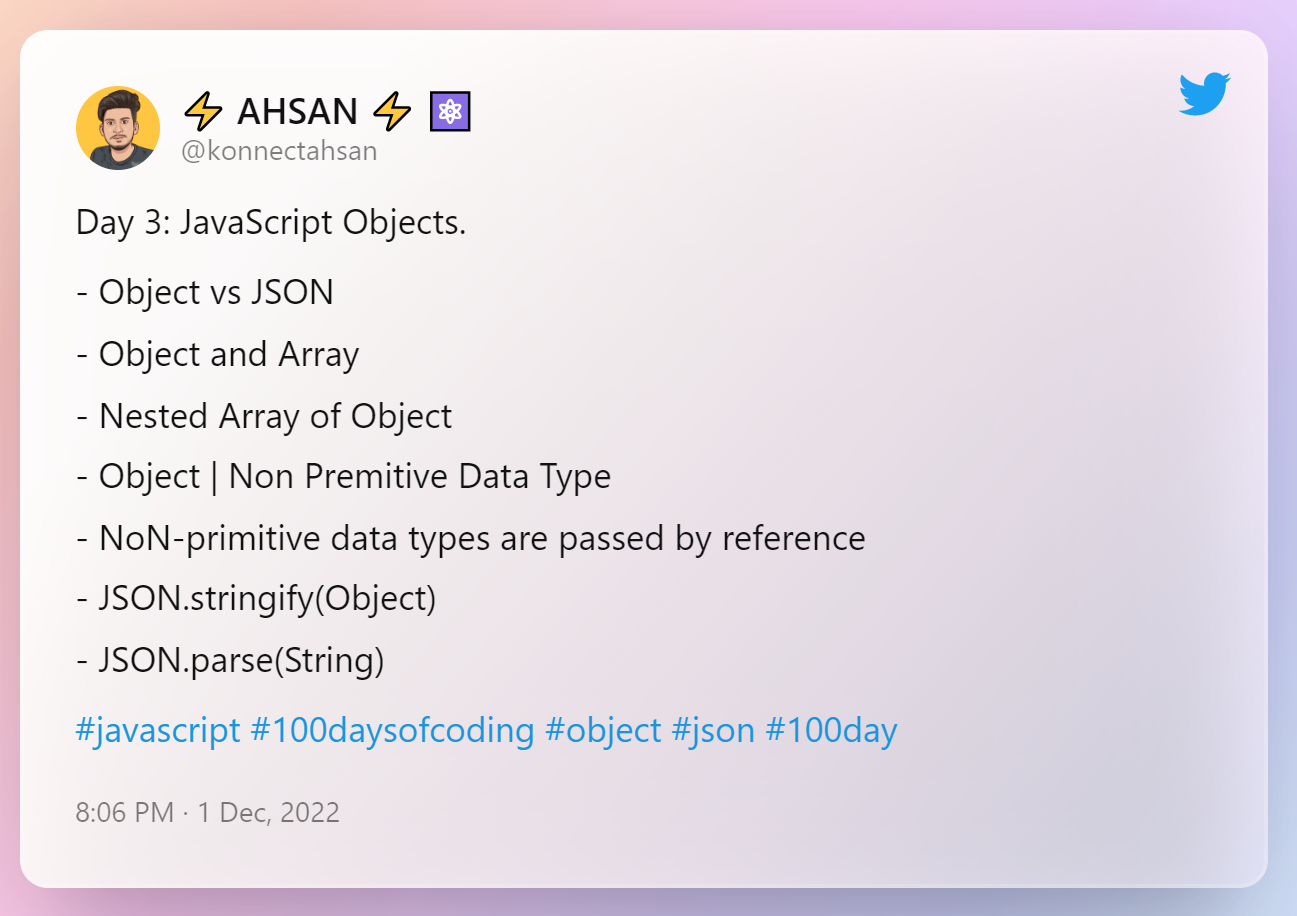 ⚡ AHSAN ⚡ ⚛
@konnectahsan
Day 3: JavaScript Objects.
- Object vs JSON
- Object and Array
- Nested Array of Object
- Object | Non Premitive Data Type
- NoN-primitive data types are passed by reference
- JSON.stringify(Object)
- JSON.parse(String)
#javascript #100daysofcoding #object #json #100day
8:06 PM · 1 Dec, 2022